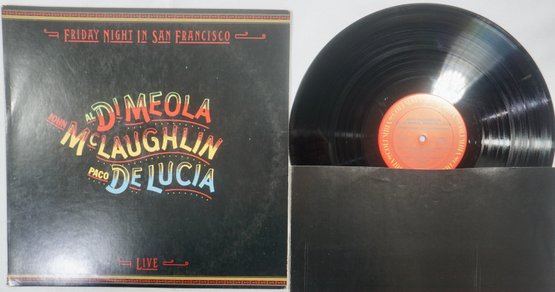 FRIDAY NIGHT IN SAN FRANCISCO
AL DI MEOLA
JOHN McLAUGHLIN
PACO DE LUCIA
LIVE